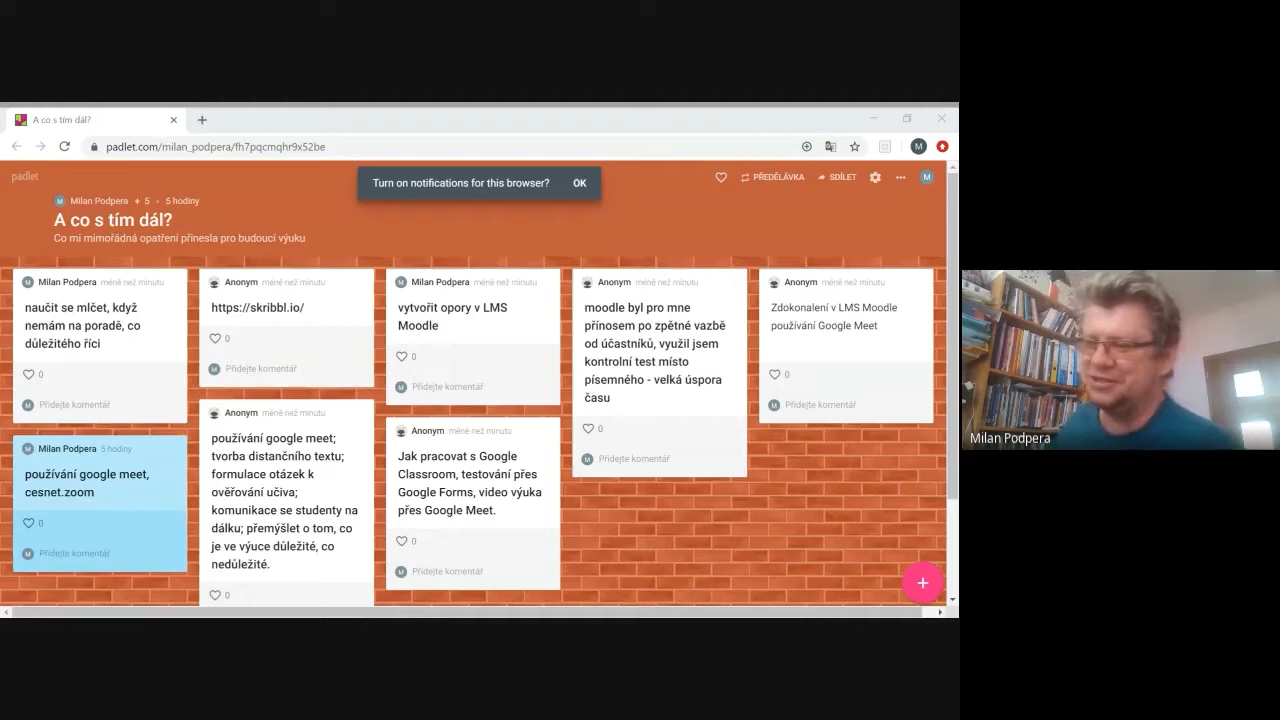 A co s tím dál?
padlet.com/milan_podpera/fh7pqcmqhr9x52be
M
padlet
Turn on notifications for this browser? OK
PŘEDĚLÁVKA
SDÍLET
M
M Milan Podpera + 5 • 5 hodiny
A co s tím dál?
Co mi mimořádná opatření přinesla pro budoucí výuku
M Milan Podpera méně než minutu
naučit se mlčet, když
nemám na poradě, co
důležitého říci
0
M Přidejte komentář
M Milan Podpera 5 hodiny
používání google meet,
cesnet.zoom
0
M Přidejte komentář
Anonym méně než minutu
https://skribbl.io/
0
M Přidejte komentář
Anonym méně než minutu
používání google meet;
tvorba distančního textu;
formulace otázek k
ověřování učiva;
komunikace se studenty na
dálku; přemýšlet o tom, co
je ve výuce důležité, co
nedůležité.
0
M Milan Podpera méně než minutu
vytvořit opory v LMS
Moodle
0
M Přidejte komentář
Anonym méně než minutu
Jak pracovat s Google
Classroom, testování přes
Google Forms, video výuka
přes Google Meet.
0
M Přidejte komentář
Anonym méně než minutu
moodle byl pro mne
přínosem po zpětné vazbě
od účastníků, využil jsem
kontrolní test místo
písemného - velká úspora
času
0
M Přidejte komentář
Anonym méně než minutu
Zdokonalení v LMS Moodle
používání Google Meet
0
M Přidejte komentář
Milan Podpera